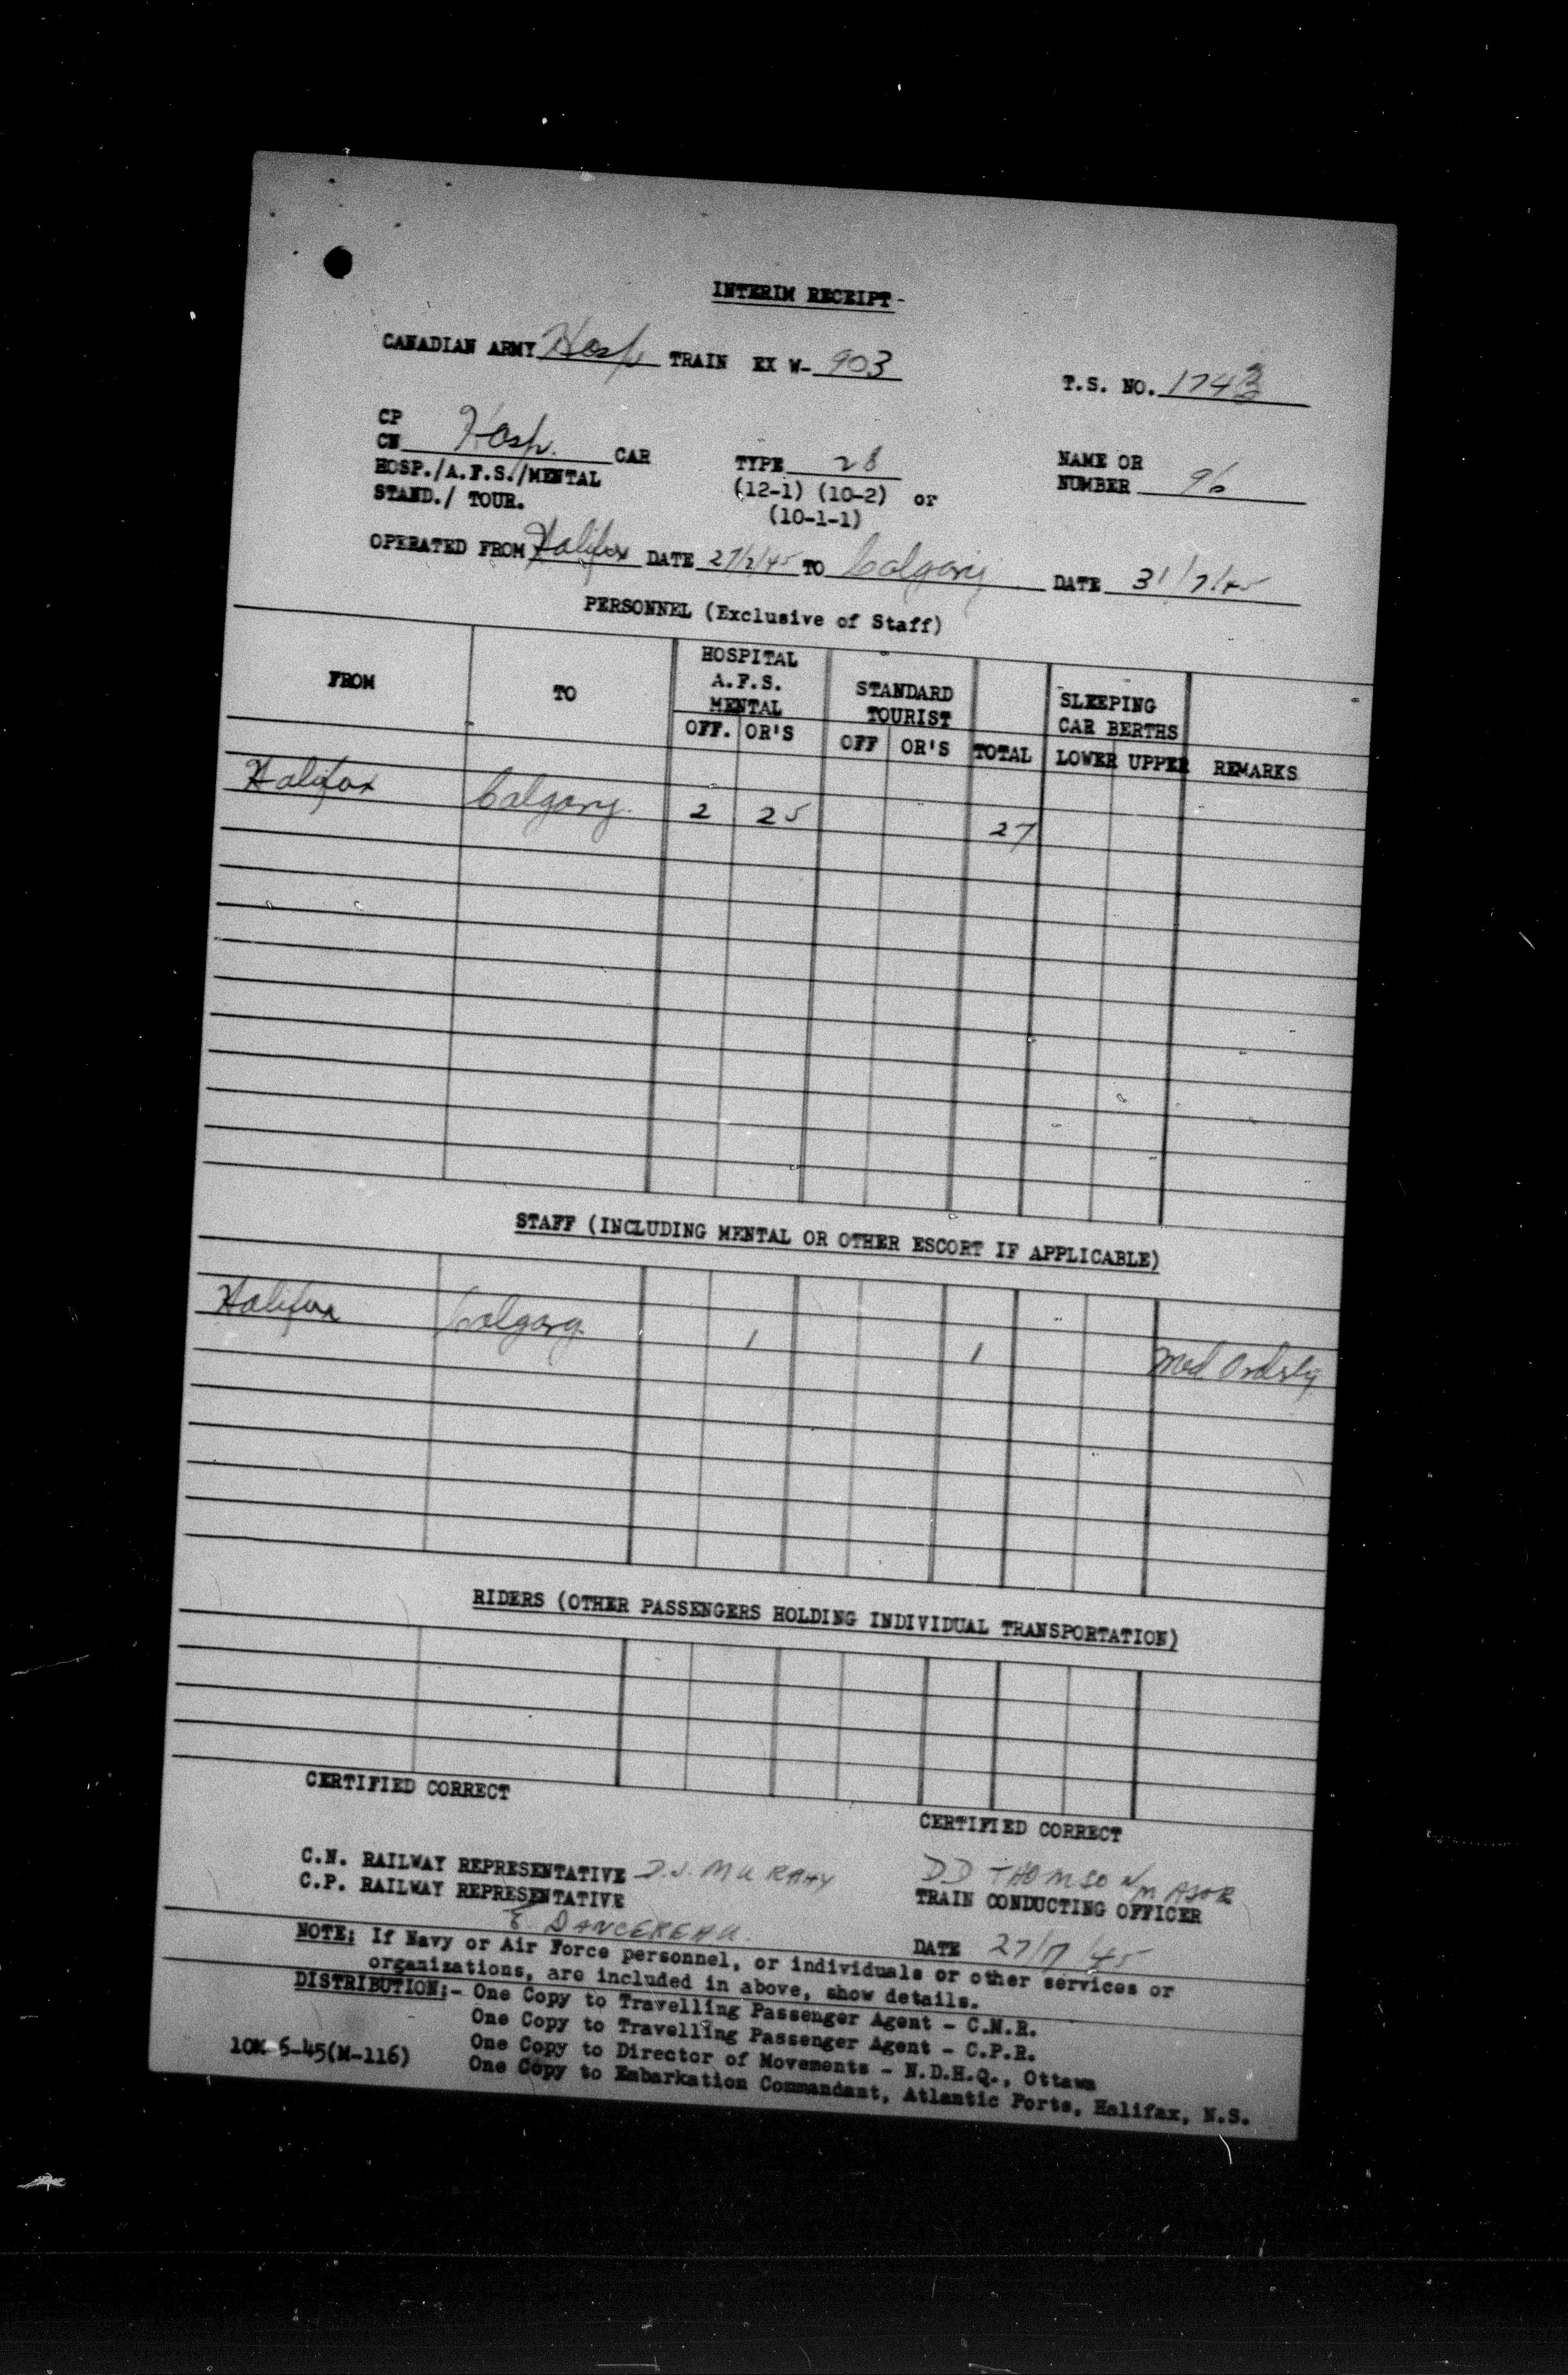 INTERIM RECEIPT-
CANADIAN ARMY Hosp TRAIN EX W- 903
T.S. NO. 1743
CP
CN Hosp. CAR TYPE 28 NAME OR
HOSP./A.F.S./MENTAL (12-1) (10-2) or NUMBER 96
STAND./ TOUR. (10-1-1)
OPERATED FROM Halifax DATE 27/7/45 TO Calgary DATE 31/7/45
PERSONNEL (Exclusive of Staff)
FROM TO HOSPITAL A.F.S. MENTAL STANDARD TOURIST SLEEPING CAR BERTHS
OFF. OR'S OFF OR'S TOTAL LOWER UPPER REMARKS
Halifax Calgary. 2 25 27
STAFF (INCLUDING MENTAL OR OTHER ESCORT IF APPLICABLE)
Halifax Calgary 1 1 Med Ordely
RIDERS (OTHER PASSENGERS HOLDING INDIVIDUAL TRANSPORTATION)
CERTIFIED CORRECT CERTIFIED CORRECT
C.N. RAILWAY REPRESENTATIVE D.J. MURPHY DD THOMSON MAJOR
C.P. RAILWAY REPRESENTATIVE TRAIN CONDUCTING OFFICER
E. DANCEREAU. DATE 27/7/45
NOTE: If Navy or Air Force personnel, or individuals or other services or
organizations, are included in above, show details.
DISTRIBUTION:- One Copy to Travelling Passenger Agent - C.N.R.
One Copy to Travelling Passenger Agent - C.P.R.
One Copy to Director of Movements - N.D.H.Q., Ottawa
One Copy to Embarkation Commandant, Atlantic Ports, Halifax, N.S.
10M 5-45(M-116)